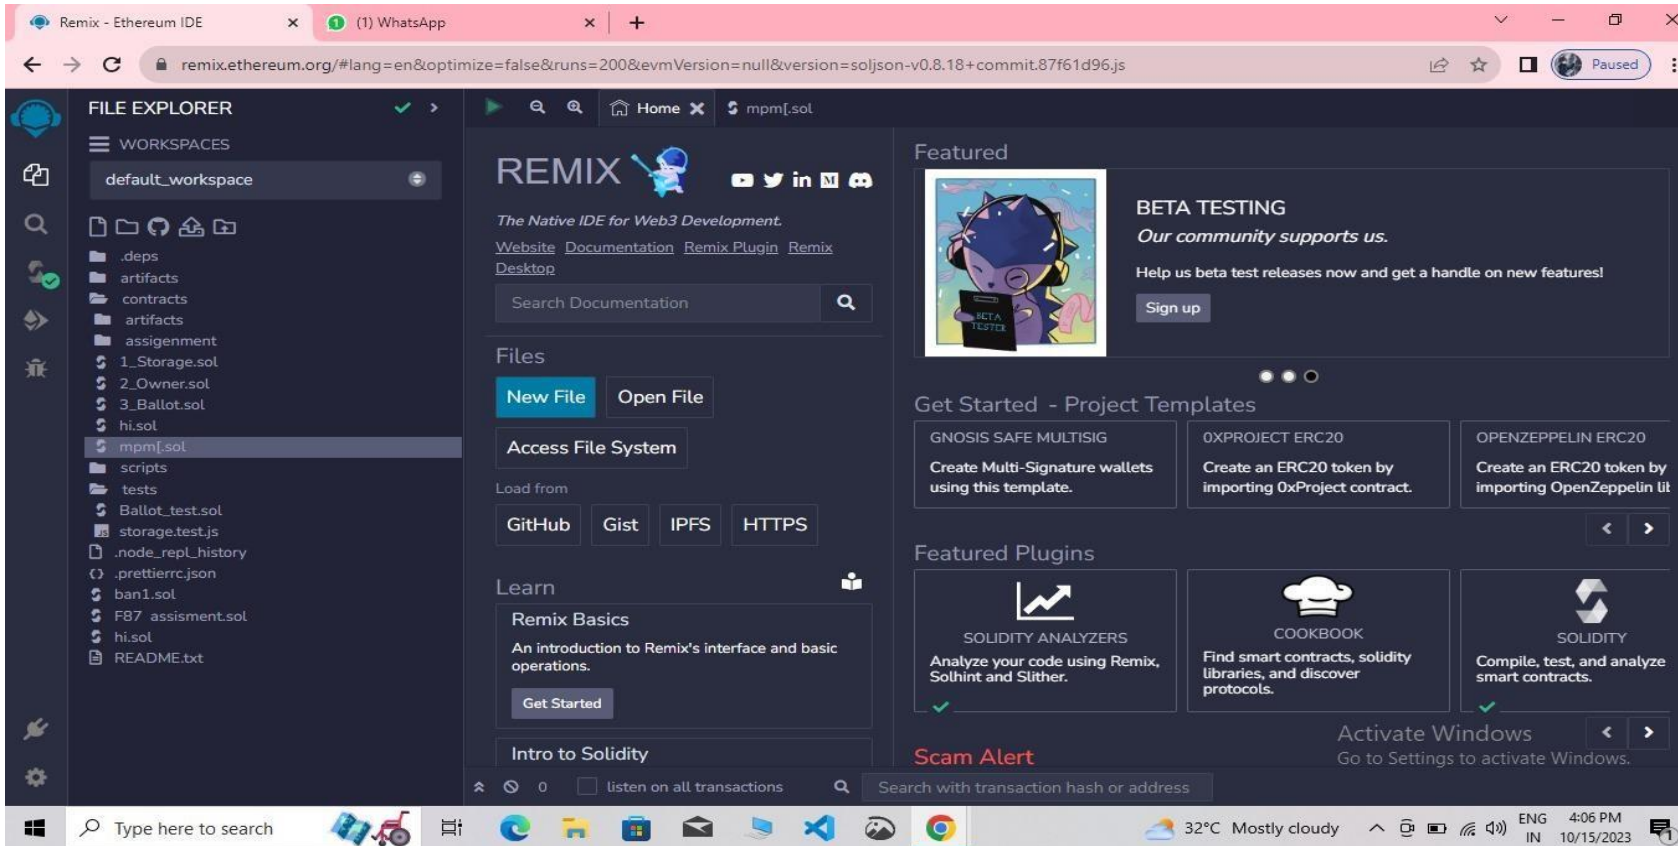 Remix - Ethereum IDE
(1) WhatsApp
remix.ethereum.org/#lang=en&optimize=false&runs=200&evmVersion=null&version=soljson-v0.8.18+commit.87f61d96.js
Paused
FILE EXPLORER
WORKSPACES
default_workspace
.deps
artifacts
contracts
artifacts
assigenment
1_Storage.sol
2_Owner.sol
3_Ballot.sol
hi.sol
mpm[.sol
scripts
tests
Ballot_test.sol
storage.test.js
.node_repl_history
.prettierrc.json
ban1.sol
F87 assisment.sol
hi.sol
README.txt
Home
mpm[.sol
REMIX
The Native IDE for Web3 Development.
Website Documentation Remix Plugin Remix
Desktop
Search Documentation
Files
New File Open File
Access File System
Load from
GitHub Gist IPFS HTTPS
Learn
Remix Basics
An introduction to Remix's interface and basic
operations.
Get Started
Intro to Solidity
Featured
BETA
TESTER
BETA TESTING
Our community supports us.
Help us beta test releases now and get a handle on new features!
Sign up
Get Started - Project Templates
GNOSIS SAFE MULTISIG
Create Multi-Signature wallets
using this template.
0XPROJECT ERC20
Create an ERC20 token by
importing 0xProject contract.
OPENZEPPELIN ERC20
Create an ERC20 token by
importing OpenZeppelin lib
Featured Plugins
SOLIDITY ANALYZERS
Analyze your code using Remix,
Solhint and Slither.
COOKBOOK
Find smart contracts, solidity
libraries, and discover
protocols.
SOLIDITY
Compile, test, and analyze
smart contracts.
Scam Alert
Activate Windows
Go to Settings to activate Windows.
0 listen on all transactions
Search with transaction hash or address
Type here to search
32°C Mostly cloudy
ENG
IN
4:06 PM
10/15/2023
1